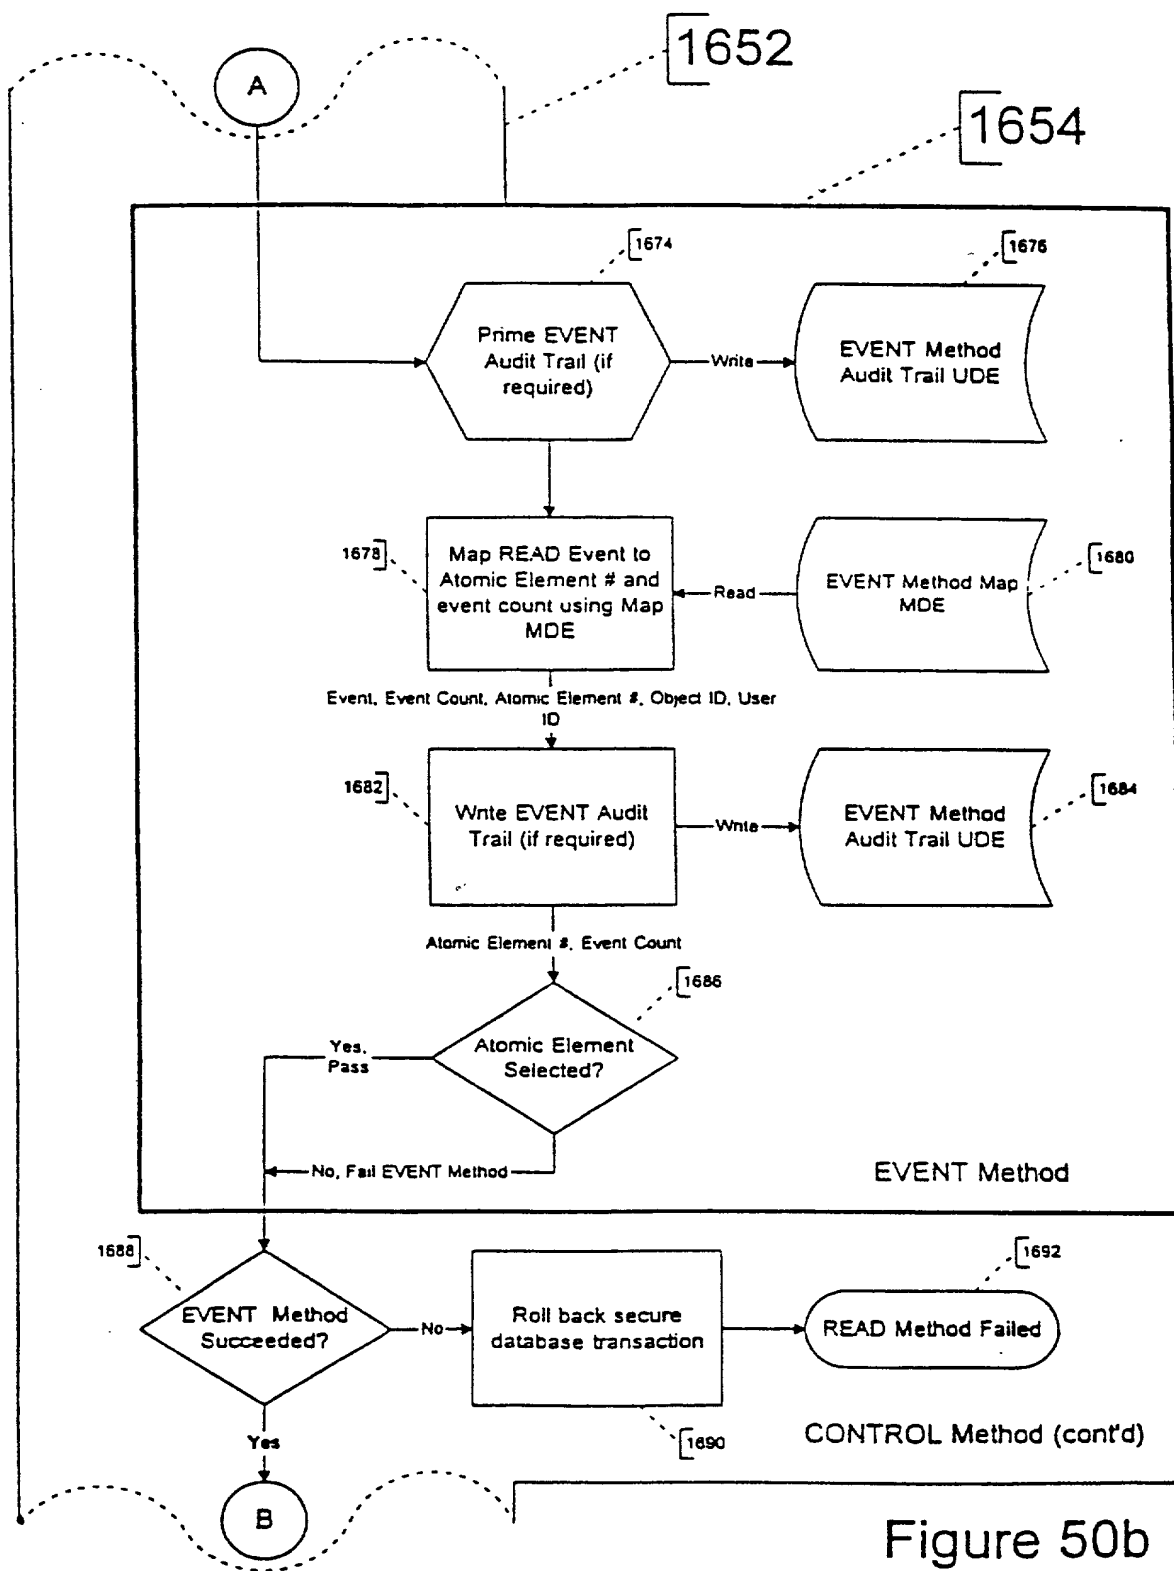 1652
A
1654
1674
1676
Prime EVENT
Audit Trail (if
required)
Write
EVENT Method
Audit Trail UDE
1678
Map READ Event to
Atomic Element # and
event count using Map
MDE
Read
EVENT Method Map
MDE
1680
Event, Event Count, Atomic Element #, Object ID, User
ID
1682
Write EVENT Audit
Trail (if required)
Write
EVENT Method
Audit Trail UDE
1684
Atomic Element #, Event Count
1686
Yes,
Pass
Atomic Element
Selected?
No, Fail EVENT Method
EVENT Method
1688
EVENT Method
Succeeded?
No
Roll back secure
database transaction
1692
READ Method Failed
1690
Yes
CONTROL Method (cont'd)
B
Figure 50b